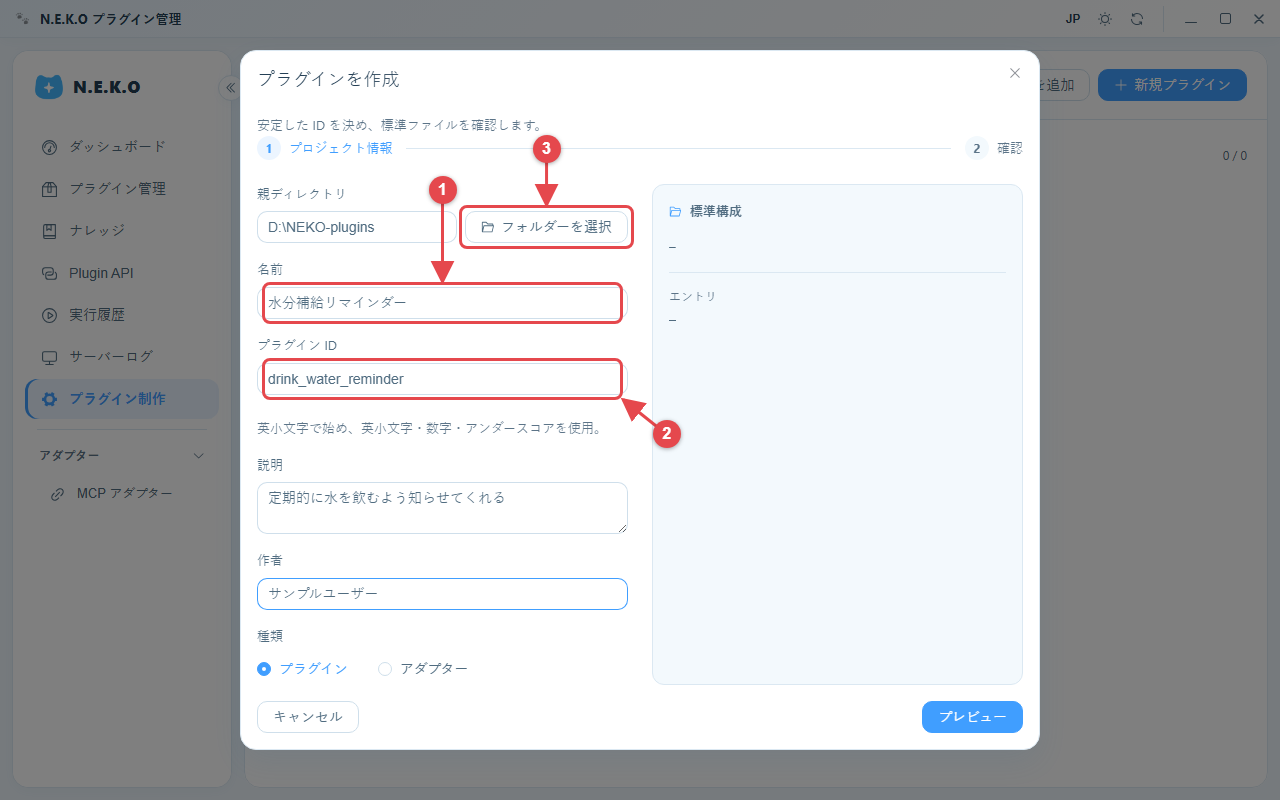 N.E.K.O プラグイン管理
JP
N.E.K.O
ダッシュボード
プラグイン管理
ナレッジ
Plugin API
実行履歴
サーバーログ
プラグイン制作
アダプター
MCP アダプター
を追加
新規プラグイン
0 / 0
プラグインを作成
安定した ID を決め、標準ファイルを確認します。
1 プロジェクト情報
2 確認
3
親ディレクトリ
1
D:\NEKO-plugins
フォルダーを選択
名前
水分補給リマインダー
プラグイン ID
drink_water_reminder
2
英小文字で始め、英小文字・数字・アンダースコアを使用。
説明
定期的に水を飲むよう知らせてくれる
作者
サンプルユーザー
種類
プラグイン
アダプター
標準構成
–
エントリ
–
キャンセル
プレビュー